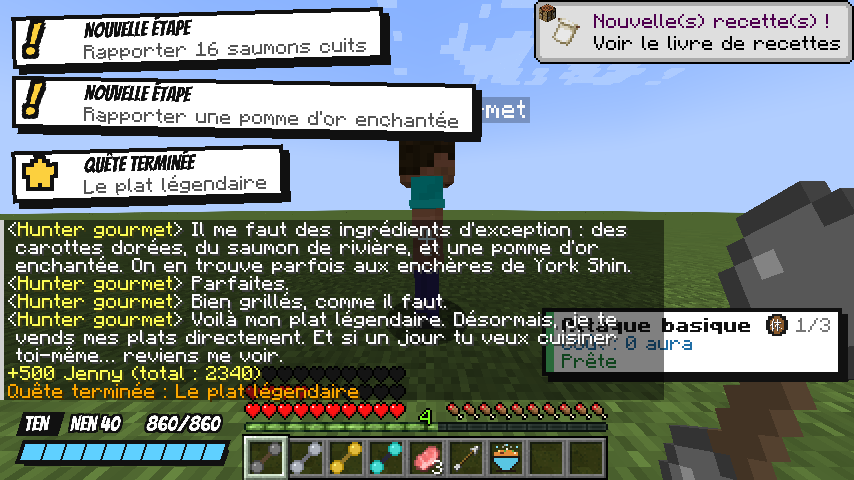 NOUVELLE ÉTAPE
Rapporter 16 saumons cuits
Nouvelle(s) recette(s) !
Voir le livre de recettes
NOUVELLE ÉTAPE
Rapporter une pomme d'or enchantée
met
QUÊTE TERMINÉE
Le plat légendaire
<Hunter gourmet> Il me faut des ingrédients d'exception : des
carottes dorées, du saumon de rivière, et une pomme d'or
enchantée. On en trouve parfois aux enchères de York Shin.
<Hunter gourmet> Parfaites.
<Hunter gourmet> Bien grillés, comme il faut.
<Hunter gourmet> Voilà mon plat légendaire. Désormais, je te
vends mes plats directement. Et si un jour tu veux cuisiner
toi-même... reviens me voir.
+500 Jenny (total : 2340)
Quête terminée : Le plat légendaire
Attaque basique
休 1/3
Coût : 0 aura
Prête
TEN NEN 40 860/860
4
3